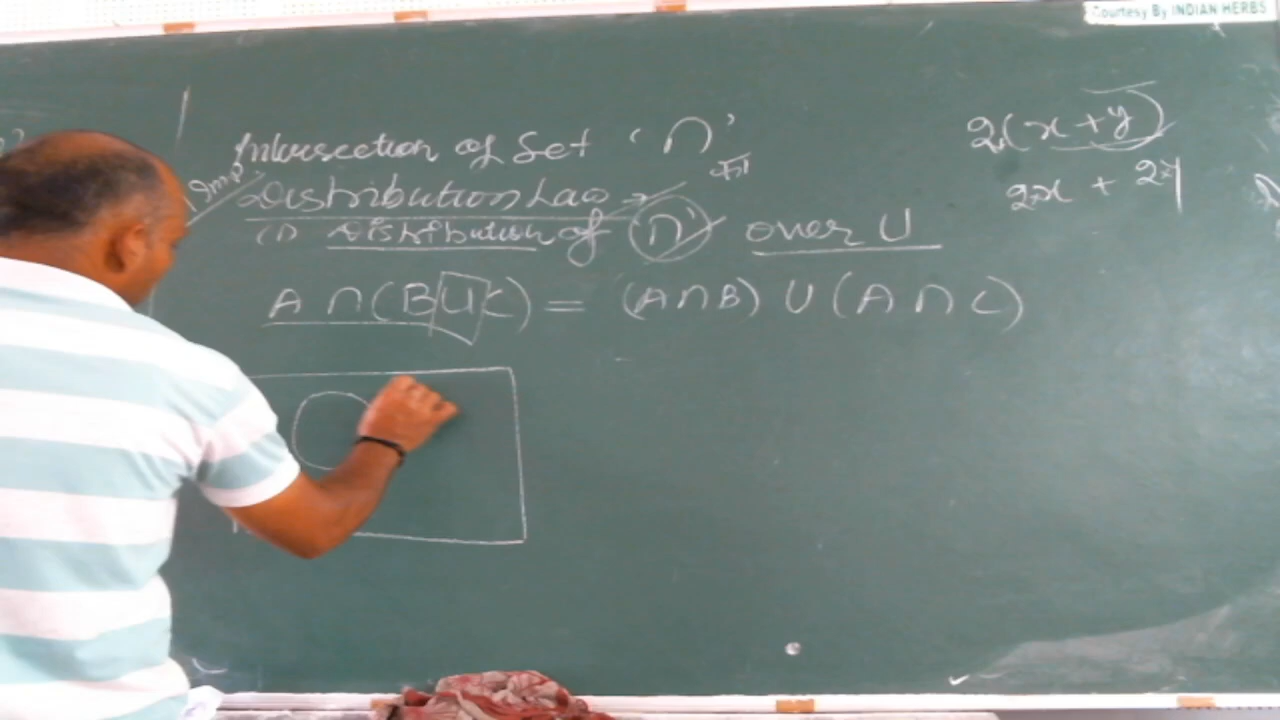 Courtesy By INDIAN HERBS
Intersection of Set ‘∩’
का
Imp
Distribution Law →
(1) Distribution of ‘∩’ over U
A ∩ (B U C) = (A ∩ B) U (A ∩ C)
2(x + y)
2x + 2y